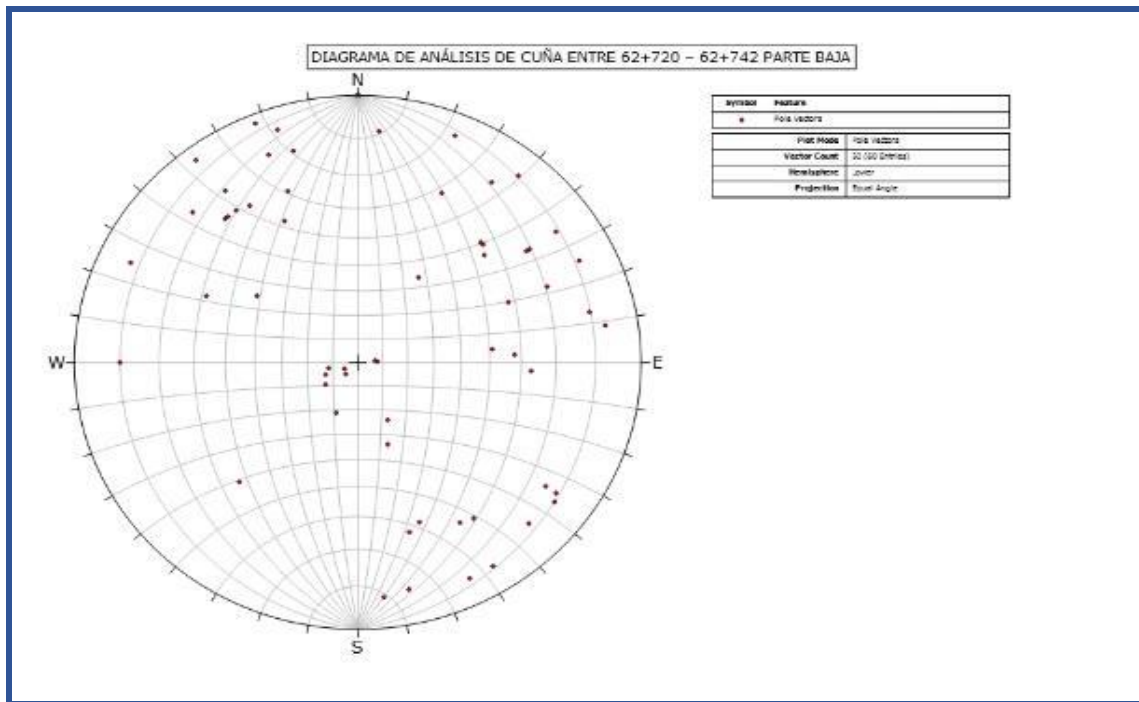 DIAGRAMA DE ANÁLISIS DE CUÑA ENTRE 62+720 – 62+742 PARTE BAJA
N
Symbol Feature
Pole Vectors
Plot Mode Pole Vectors
Vector Count
Hemisphere Lower
Projection Equal Angle
W
E
S